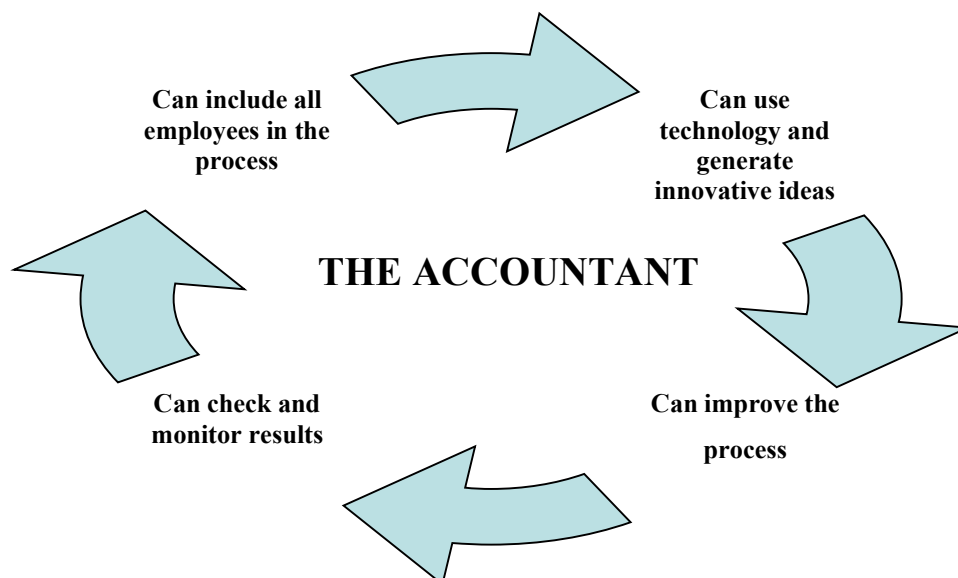 Can include all
employees in the
process
Can use
technology and
generate
innovative ideas
THE ACCOUNTANT
Can check and
monitor results
Can improve the
process